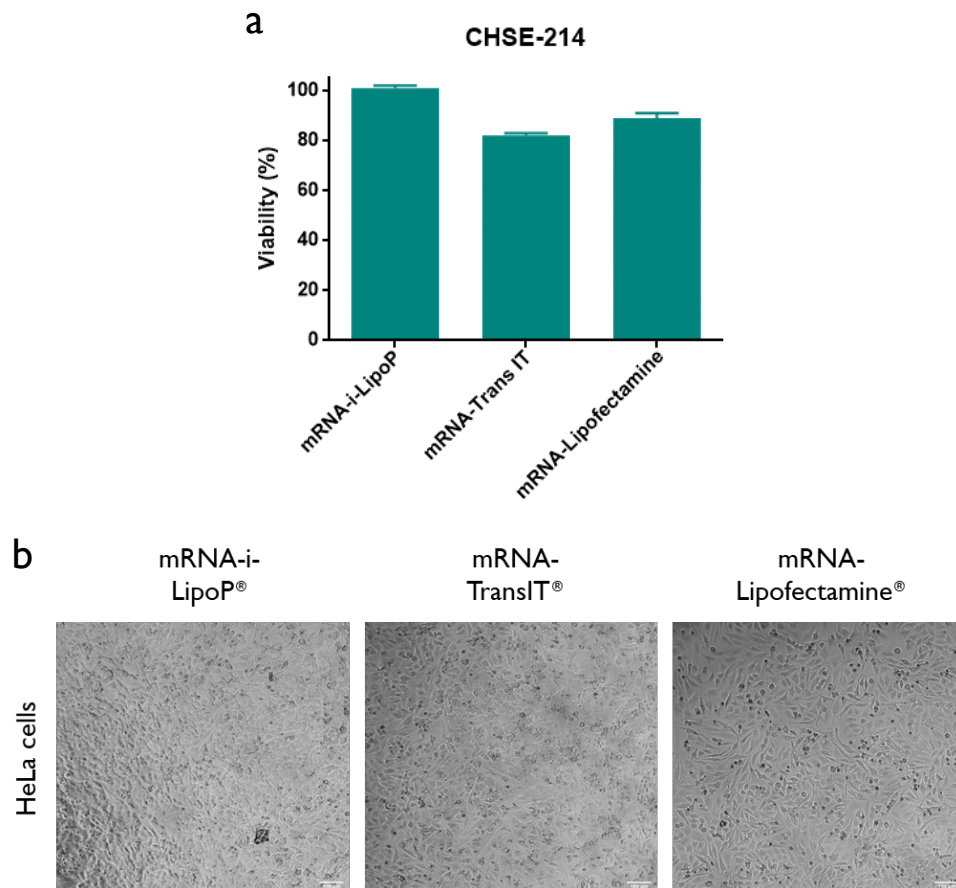 a
CHSE-214
100
80
60
40
20
0
Viability (%)
mRNA-i-LipoP
mRNA-Trans IT
mRNA-Lipofectamine
b
mRNA-i-
LipoP®
mRNA-
TransIT®
mRNA-
Lipofectamine®
HeLa cells